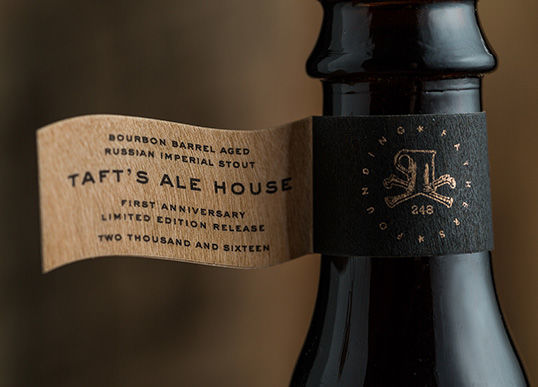 BOURBON BARREL AGED
RUSSIAN IMPERIAL STOUT
TAFT'S ALE HOUSE
FIRST ANNIVERSARY
LIMITED EDITION RELEASE
TWO THOUSAND AND SIXTEEN
FOUNDING FATHERS
248